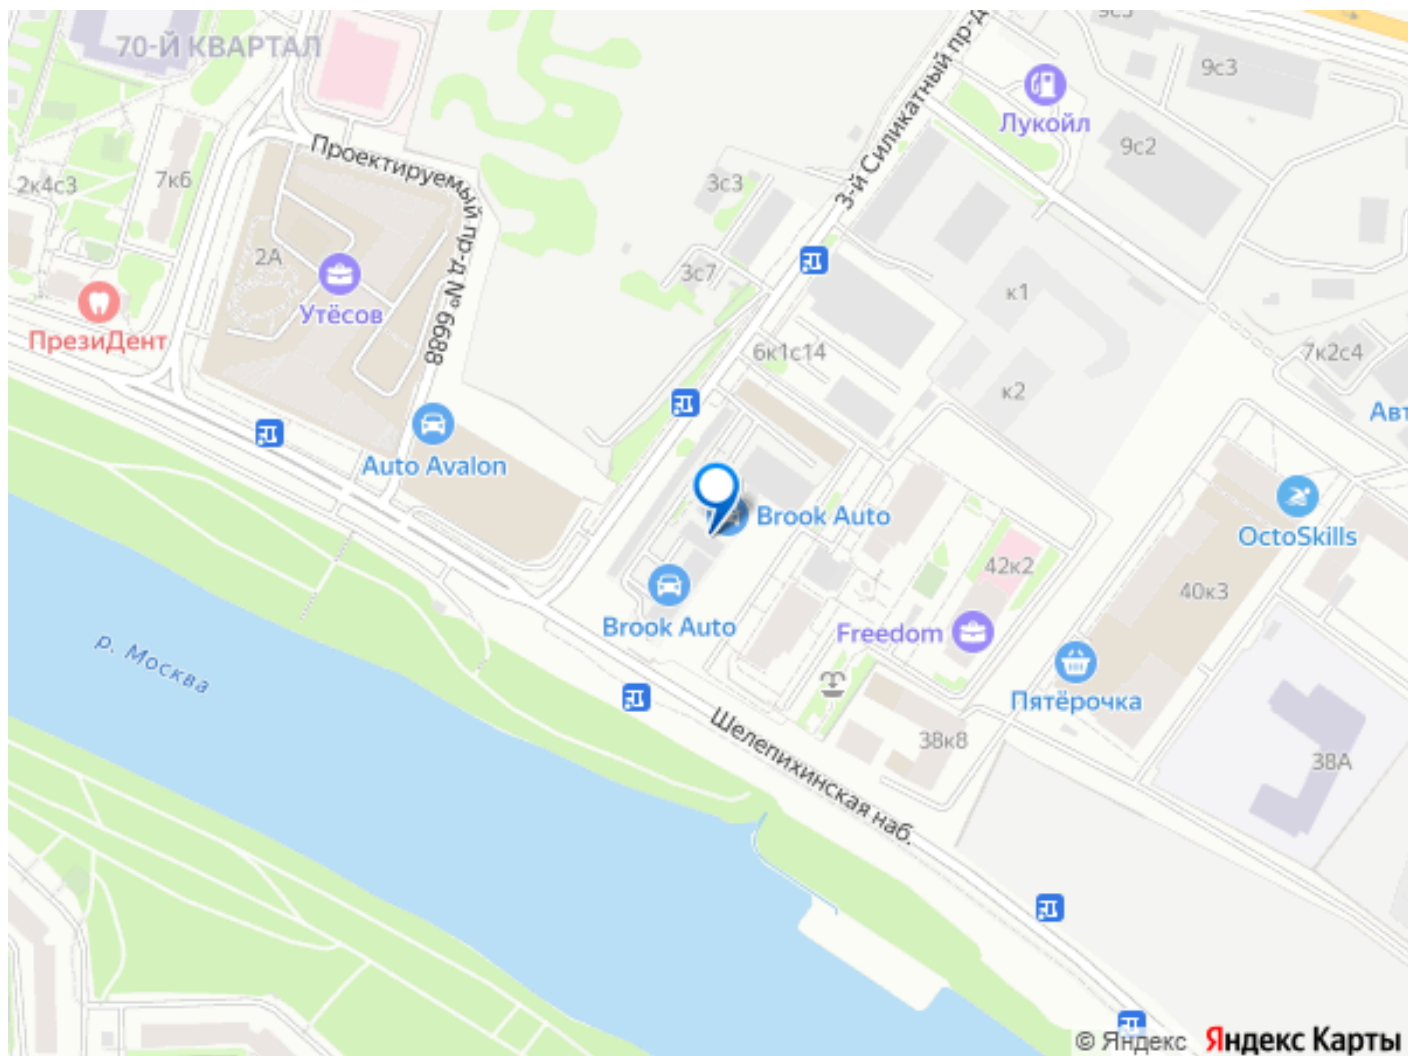 70-Й КВАРТАЛ
9с3
Лукойл
9с2
3-й Силикатный пр-д
Проектируемый пр-д № 6688
2к4с3
7к6
3с3
2А
3с7
Утёсов
ПрезиДент
к1
6к1с14
7к2с4
к2
Авт
Auto Avalon
Brook Auto
OctoSkills
42к2
40к3
Brook Auto
Freedom
р. Москва
Пятёрочка
Шелепихинская наб.
38к8
38А
© Яндекс Яндекс Карты